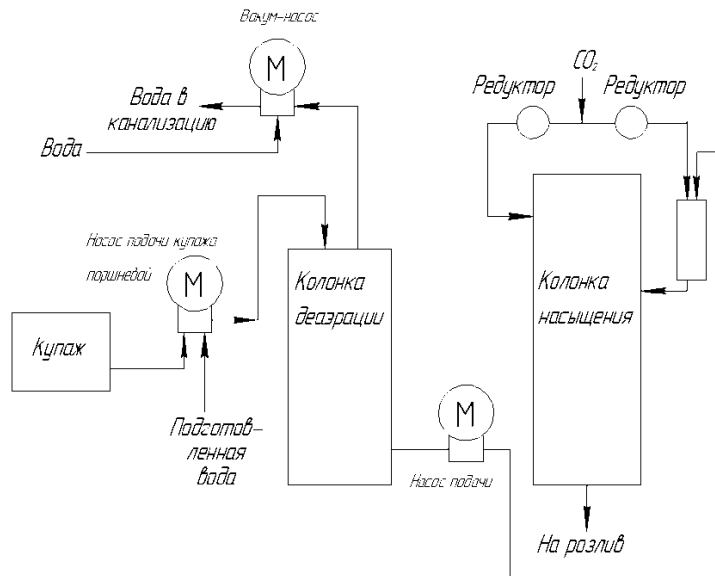 Вакум-насос
М
Вода в
канализацию
Вода
CO₂
Редуктор Редуктор
Насос подачи купажа
поршневой
М
Колонка
деаэрации
Колонка
насыщения
Купаж
Подготов-
ленная
вода
М
Насос подачи
На розлив